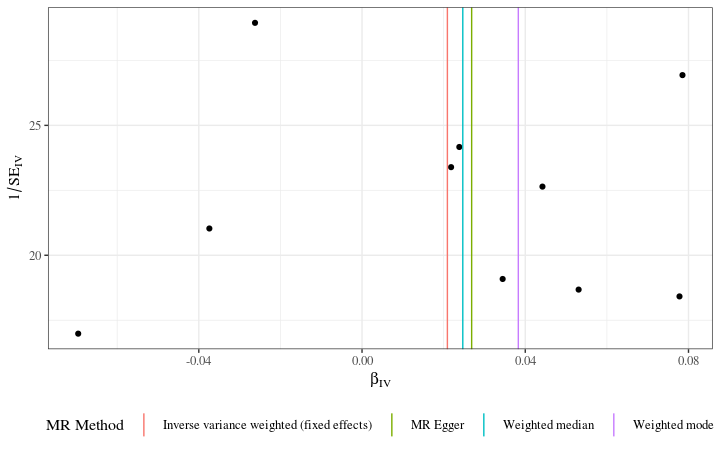 1/SE_IV
25
20
-0.04 0.00 0.04 0.08
β_IV
MR Method Inverse variance weighted (fixed effects) MR Egger Weighted median Weighted mode